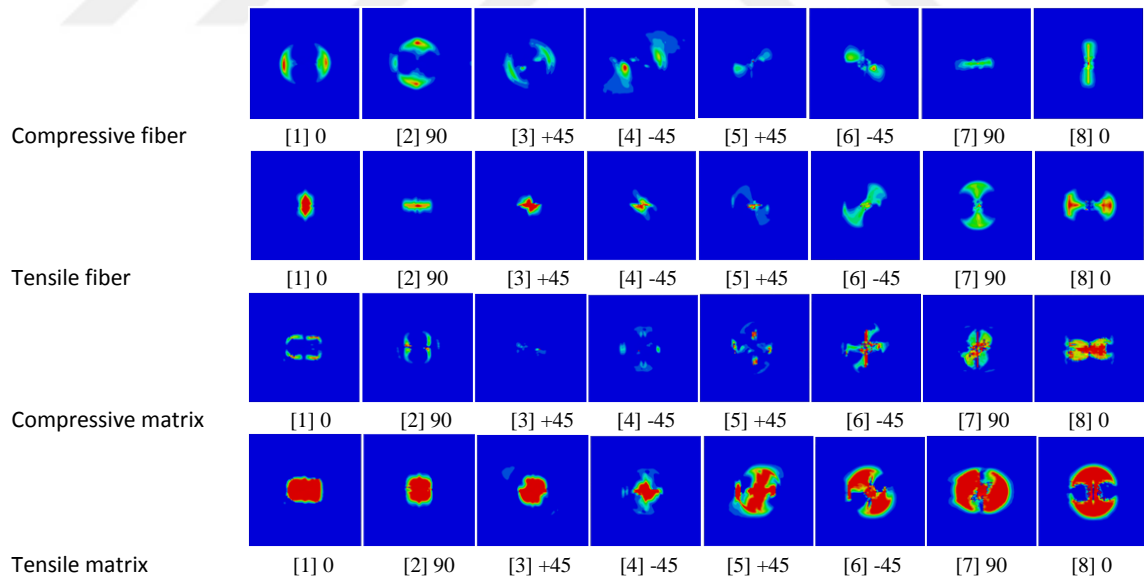 Compressive fiber [1] 0 [2] 90 [3] +45 [4] -45 [5] +45 [6] -45 [7] 90 [8] 0
Tensile fiber [1] 0 [2] 90 [3] +45 [4] -45 [5] +45 [6] -45 [7] 90 [8] 0
Compressive matrix [1] 0 [2] 90 [3] +45 [4] -45 [5] +45 [6] -45 [7] 90 [8] 0
Tensile matrix [1] 0 [2] 90 [3] +45 [4] -45 [5] +45 [6] -45 [7] 90 [8] 0